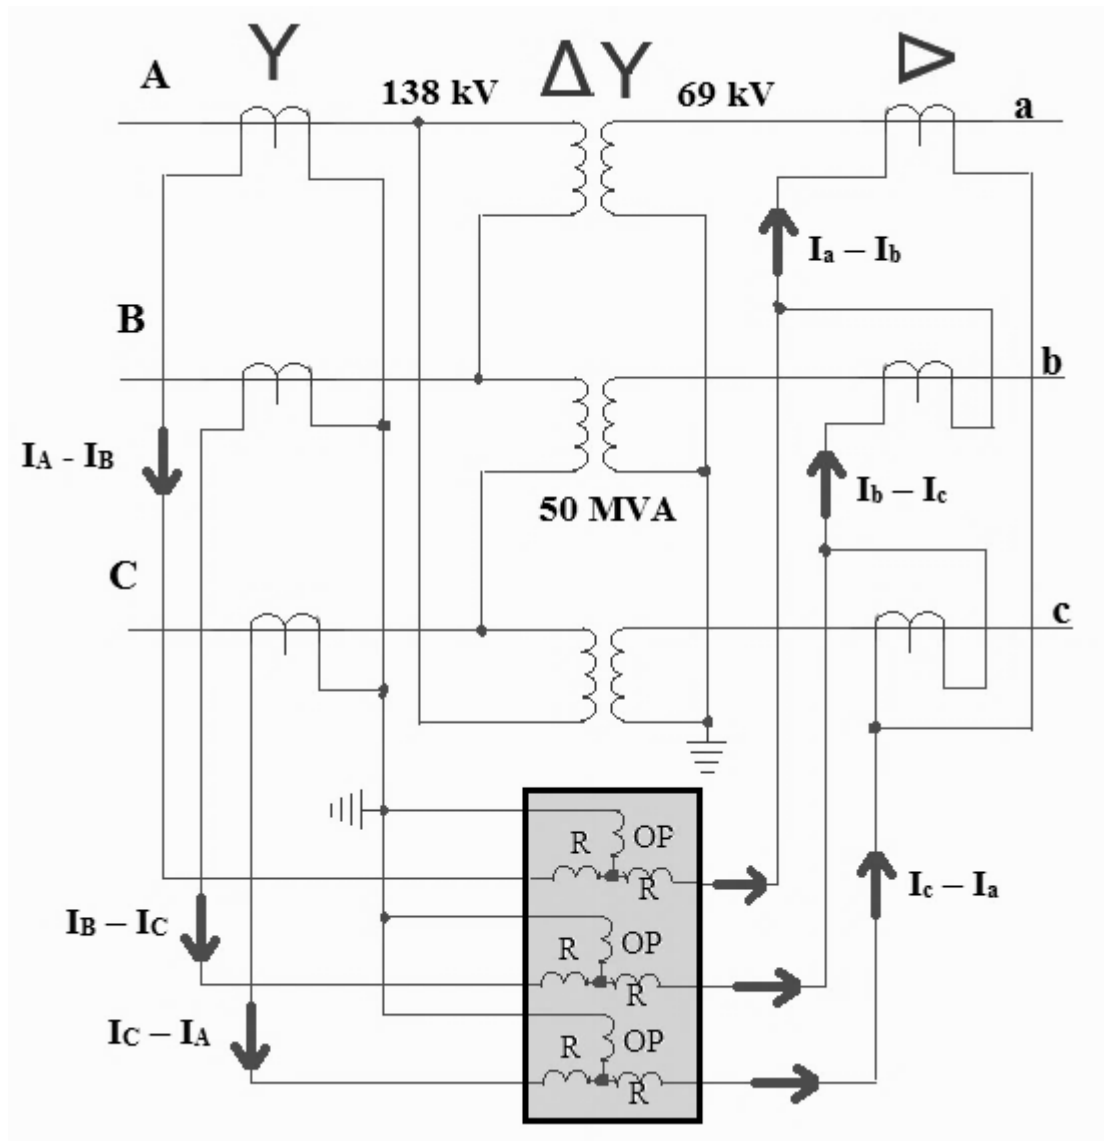 Y
Δ Y
Δ
A
138 kV
69 kV
a
Ia – Ib
B
b
IA - IB
Ib – Ic
50 MVA
C
c
R
OP
R
Ic – Ia
IB – IC
R
OP
R
IC – IA
R
OP
R